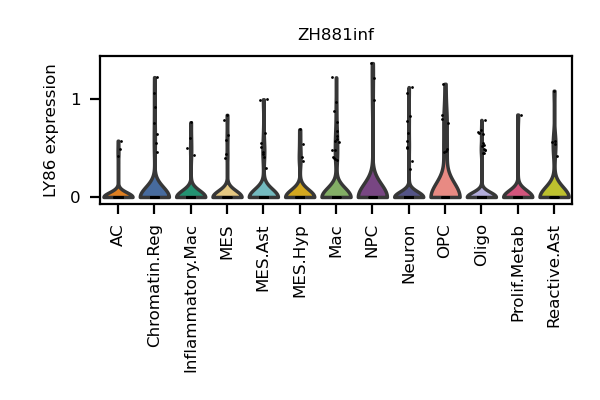 ZH881inf
LY86 expression
1
0
AC
Chromatin.Reg
Inflammatory.Mac
MES
MES.Ast
MES.Hyp
Mac
NPC
Neuron
OPC
Oligo
Prolif.Metab
Reactive.Ast